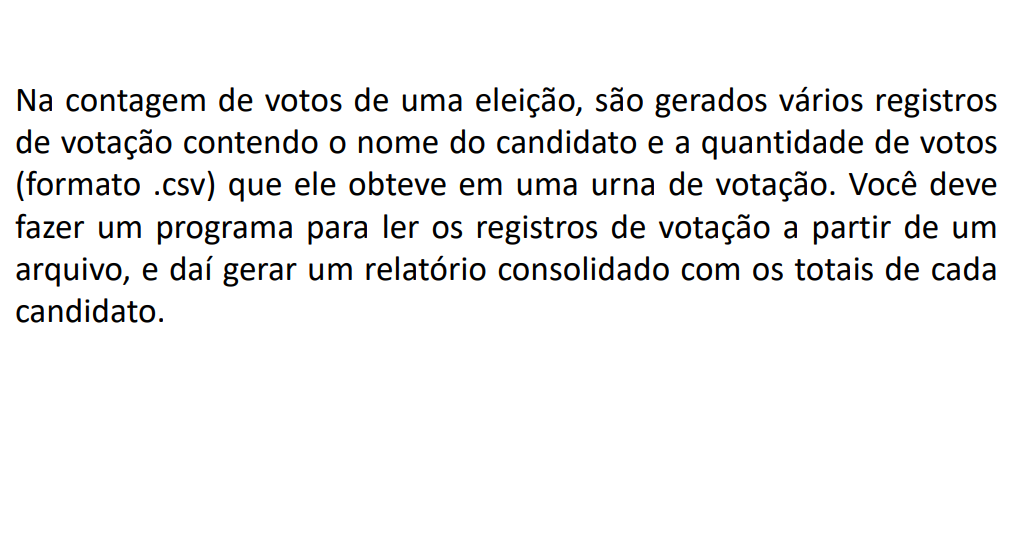 Na contagem de votos de uma eleição, são gerados vários registros
de votação contendo o nome do candidato e a quantidade de votos
(formato .csv) que ele obteve em uma urna de votação. Você deve
fazer um programa para ler os registros de votação a partir de um
arquivo, e daí gerar um relatório consolidado com os totais de cada
candidato.